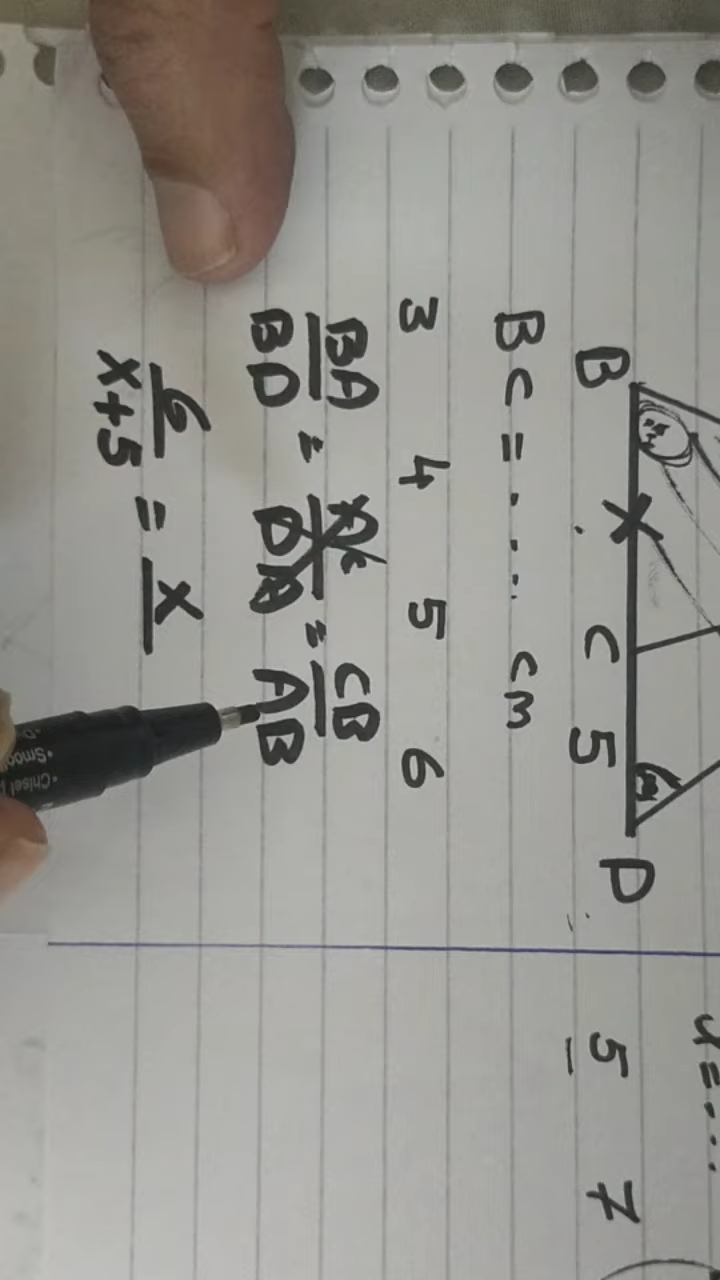 B x C 5 D
BC = ..... cm
3 4 5 6
BA/BD = = CB/AB
6/x+5 = x
5 7